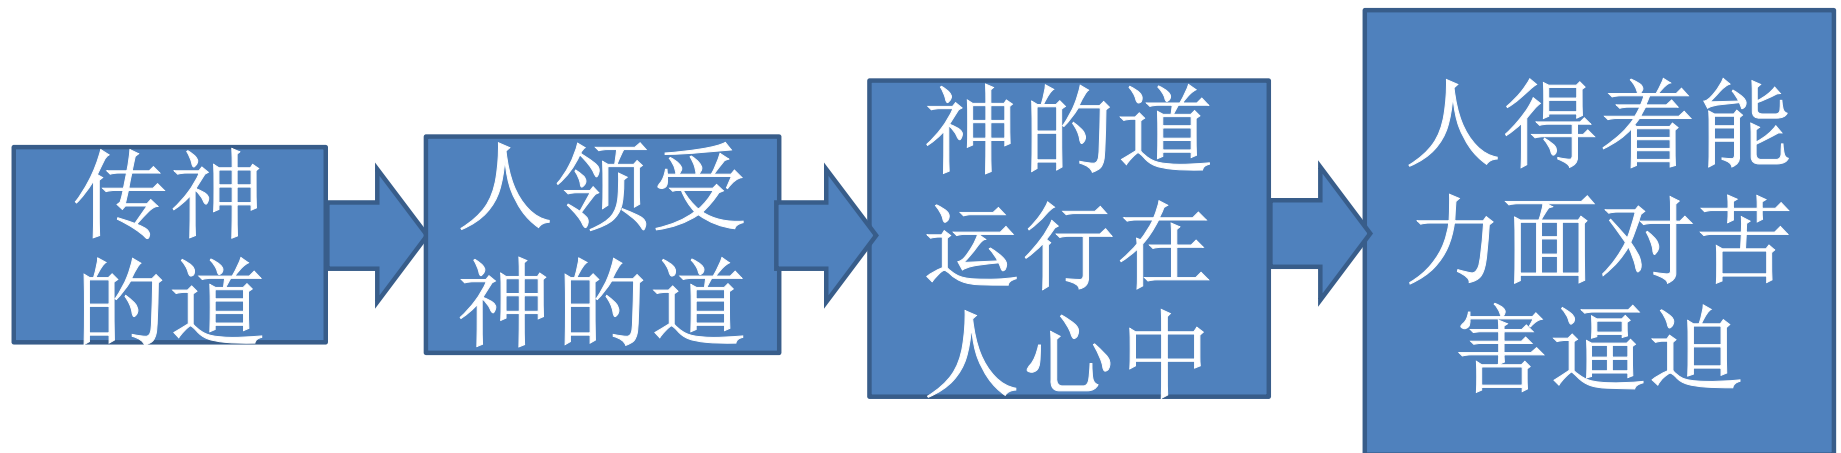 传神
的道
人领受
神的道
神的道
运行在
人心中
人得着能
力面对苦
害逼迫